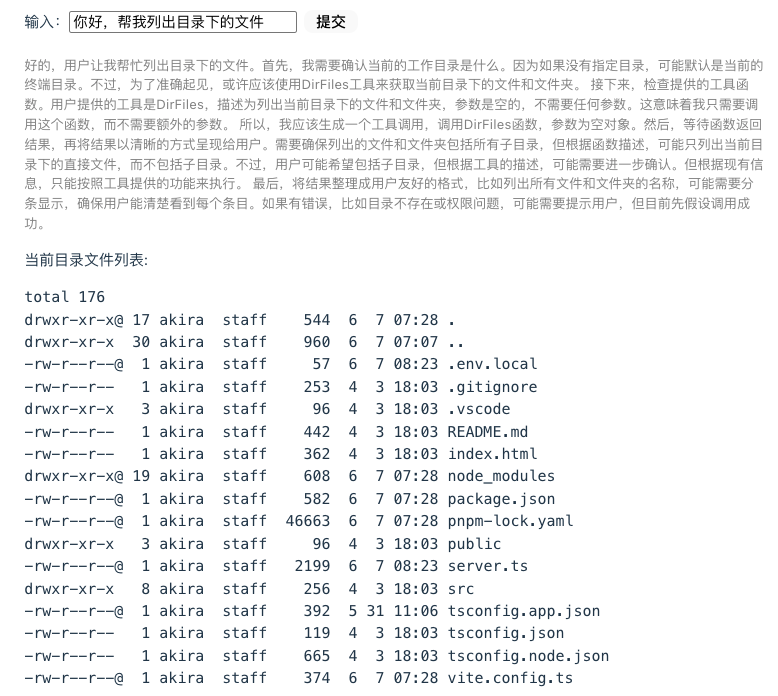 输入: 你好，帮我列出目录下的文件 提交
好的，用户让我帮忙列出目录下的文件。首先，我需要确认当前的工作目录是什么。因为如果没有指定目录，可能默认是当前的
终端目录。不过，为了准确起见，或许应该使用DirFiles工具来获取当前目录下的文件和文件夹。 接下来，检查提供的工具函
数。用户提供的工具是DirFiles，描述为列出当前目录下的文件和文件夹，参数是空的，不需要任何参数。这意味着我只需要调
用这个函数，而不需要额外的参数。 所以，我应该生成一个工具调用，调用DirFiles函数，参数为空对象。然后，等待函数返回
结果，再将结果以清晰的方式呈现给用户。需要确保列出的文件和文件夹包括所有子目录，但根据函数描述，可能只列出当前目
录下的直接文件，而不包括子目录。不过，用户可能希望包括子目录，但根据工具的描述，可能需要进一步确认。但根据现有信
息，只能按照工具提供的功能来执行。 最后，将结果整理成用户友好的格式，比如列出所有文件和文件夹的名称，可能需要分
条显示，确保用户能清楚看到每个条目。如果有错误，比如目录不存在或权限问题，可能需要提示用户，但目前先假设调用成
功。
当前目录文件列表:
total 176
drwxr-xr-x@ 17 akira  staff    544  6  7 07:28 .
drwxr-xr-x  30 akira  staff    960  6  7 07:07 ..
-rw-r--r--@  1 akira  staff     57  6  7 08:23 .env.local
-rw-r--r--   1 akira  staff    253  4  3 18:03 .gitignore
drwxr-xr-x   3 akira  staff     96  4  3 18:03 .vscode
-rw-r--r--   1 akira  staff    442  4  3 18:03 README.md
-rw-r--r--   1 akira  staff    362  4  3 18:03 index.html
drwxr-xr-x@ 19 akira  staff    608  6  7 07:28 node_modules
-rw-r--r--@  1 akira  staff    582  6  7 07:28 package.json
-rw-r--r--@  1 akira  staff  46663  6  7 07:28 pnpm-lock.yaml
drwxr-xr-x   3 akira  staff     96  4  3 18:03 public
-rw-r--r--@  1 akira  staff   2199  6  7 08:23 server.ts
drwxr-xr-x   8 akira  staff    256  4  3 18:03 src
-rw-r--r--@  1 akira  staff    392  5 31 11:06 tsconfig.app.json
-rw-r--r--   1 akira  staff    119  4  3 18:03 tsconfig.json
-rw-r--r--   1 akira  staff    665  4  3 18:03 tsconfig.node.json
-rw-r--r--@  1 akira  staff    374  6  7 07:28 vite.config.ts